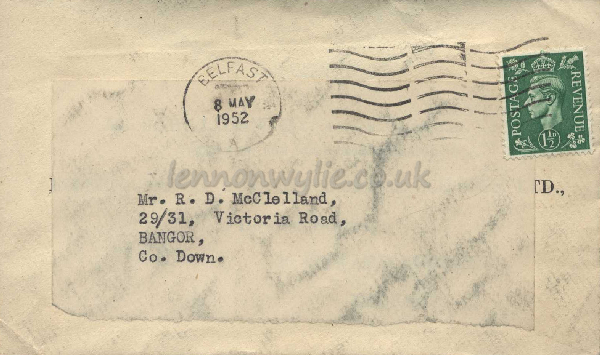 BELFAST
8 MAY
1952
A
POSTAGE
REVENUE
1½D
lennonwylie.co.uk
TD.,
Mr. R. D. McClelland,
29/31, Victoria Road,
BANGOR,
Co. Down.